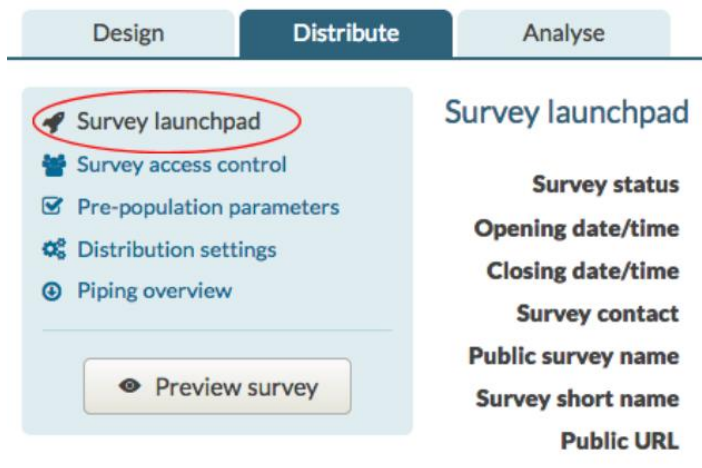 Design
Distribute
Analyse
Survey launchpad
Survey access control
Pre-population parameters
Distribution settings
Piping overview
Preview survey
Survey launchpad
Survey status
Opening date/time
Closing date/time
Survey contact
Public survey name
Survey short name
Public URL